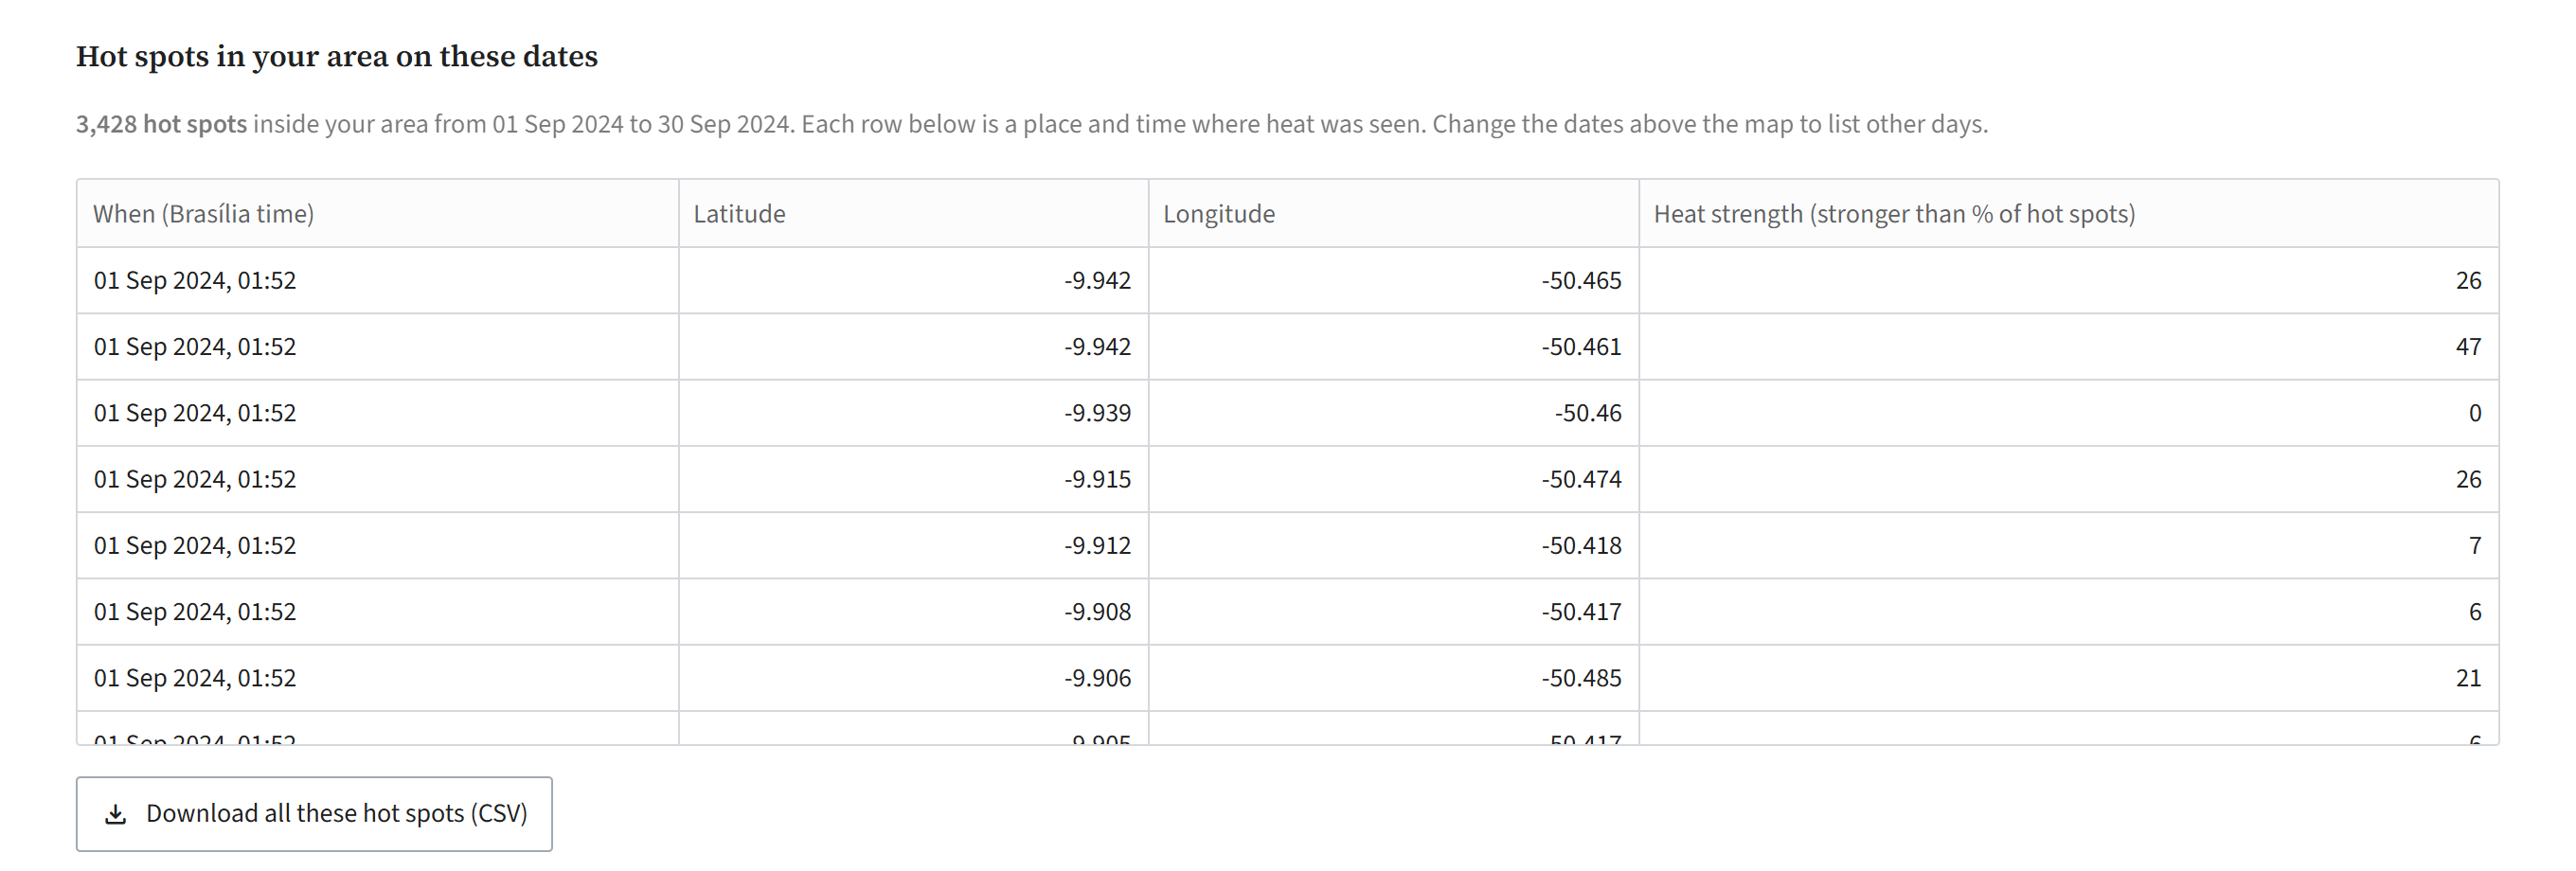 Hot spots in your area on these dates
3,428 hot spots inside your area from 01 Sep 2024 to 30 Sep 2024. Each row below is a place and time where heat was seen. Change the dates above the map to list other days.
When (Brasília time) Latitude Longitude Heat strength (stronger than % of hot spots)
01 Sep 2024, 01:52 -9.942 -50.465 26
01 Sep 2024, 01:52 -9.942 -50.461 47
01 Sep 2024, 01:52 -9.939 -50.46 0
01 Sep 2024, 01:52 -9.915 -50.474 26
01 Sep 2024, 01:52 -9.912 -50.418 7
01 Sep 2024, 01:52 -9.908 -50.417 6
01 Sep 2024, 01:52 -9.906 -50.485 21
01 Sep 2024, 01:52
Download all these hot spots (CSV)